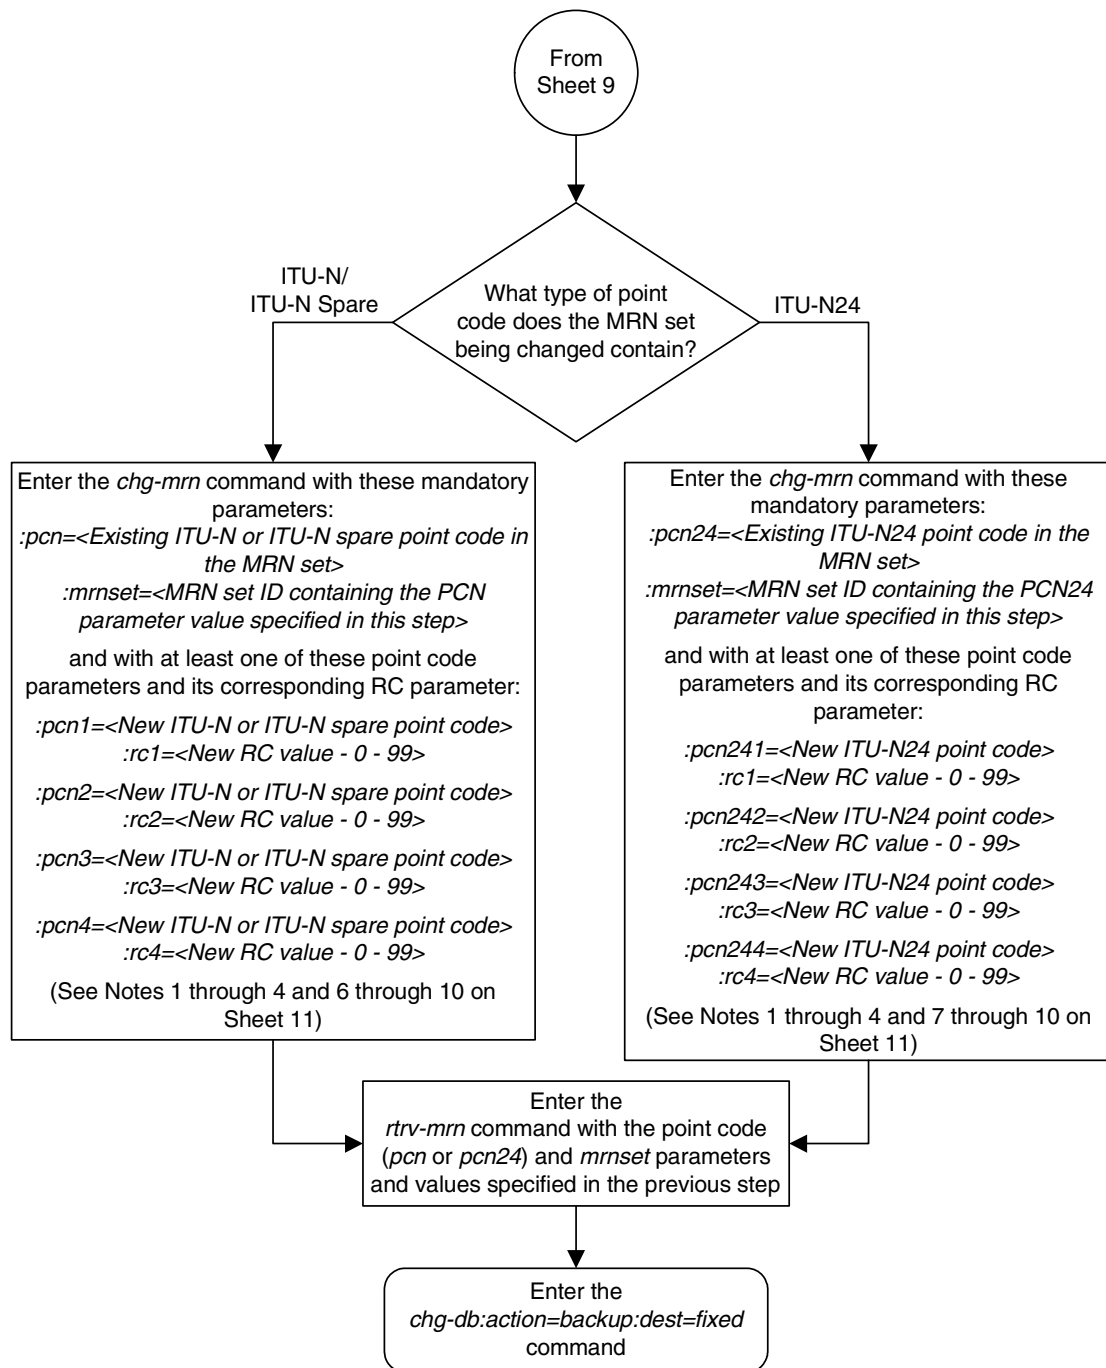 From
Sheet 9
What type of point
code does the MRN set
being changed contain?
ITU-N/
ITU-N Spare
ITU-N24
Enter the chg-mrn command with these mandatory
parameters:
:pcn=<Existing ITU-N or ITU-N spare point code in
the MRN set>
:mrnset=<MRN set ID containing the PCN
parameter value specified in this step>
and with at least one of these point code
parameters and its corresponding RC parameter:
:pcn1=<New ITU-N or ITU-N spare point code>
:rc1=<New RC value - 0 - 99>
:pcn2=<New ITU-N or ITU-N spare point code>
:rc2=<New RC value - 0 - 99>
:pcn3=<New ITU-N or ITU-N spare point code>
:rc3=<New RC value - 0 - 99>
:pcn4=<New ITU-N or ITU-N spare point code>
:rc4=<New RC value - 0 - 99>
(See Notes 1 through 4 and 6 through 10 on
Sheet 11)
Enter the chg-mrn command with these
mandatory parameters:
:pcn24=<Existing ITU-N24 point code in the
MRN set>
:mrnset=<MRN set ID containing the PCN24
parameter value specified in this step>
and with at least one of these point code
parameters and its corresponding RC
parameter:
:pcn241=<New ITU-N24 point code>
:rc1=<New RC value - 0 - 99>
:pcn242=<New ITU-N24 point code>
:rc2=<New RC value - 0 - 99>
:pcn243=<New ITU-N24 point code>
:rc3=<New RC value - 0 - 99>
:pcn244=<New ITU-N24 point code>
:rc4=<New RC value - 0 - 99>
(See Notes 1 through 4 and 7 through 10 on
Sheet 11)
Enter the
rtrv-mrn command with the point code
(pcn or pcn24) and mrnset parameters
and values specified in the previous step
Enter the
chg-db:action=backup:dest=fixed
command